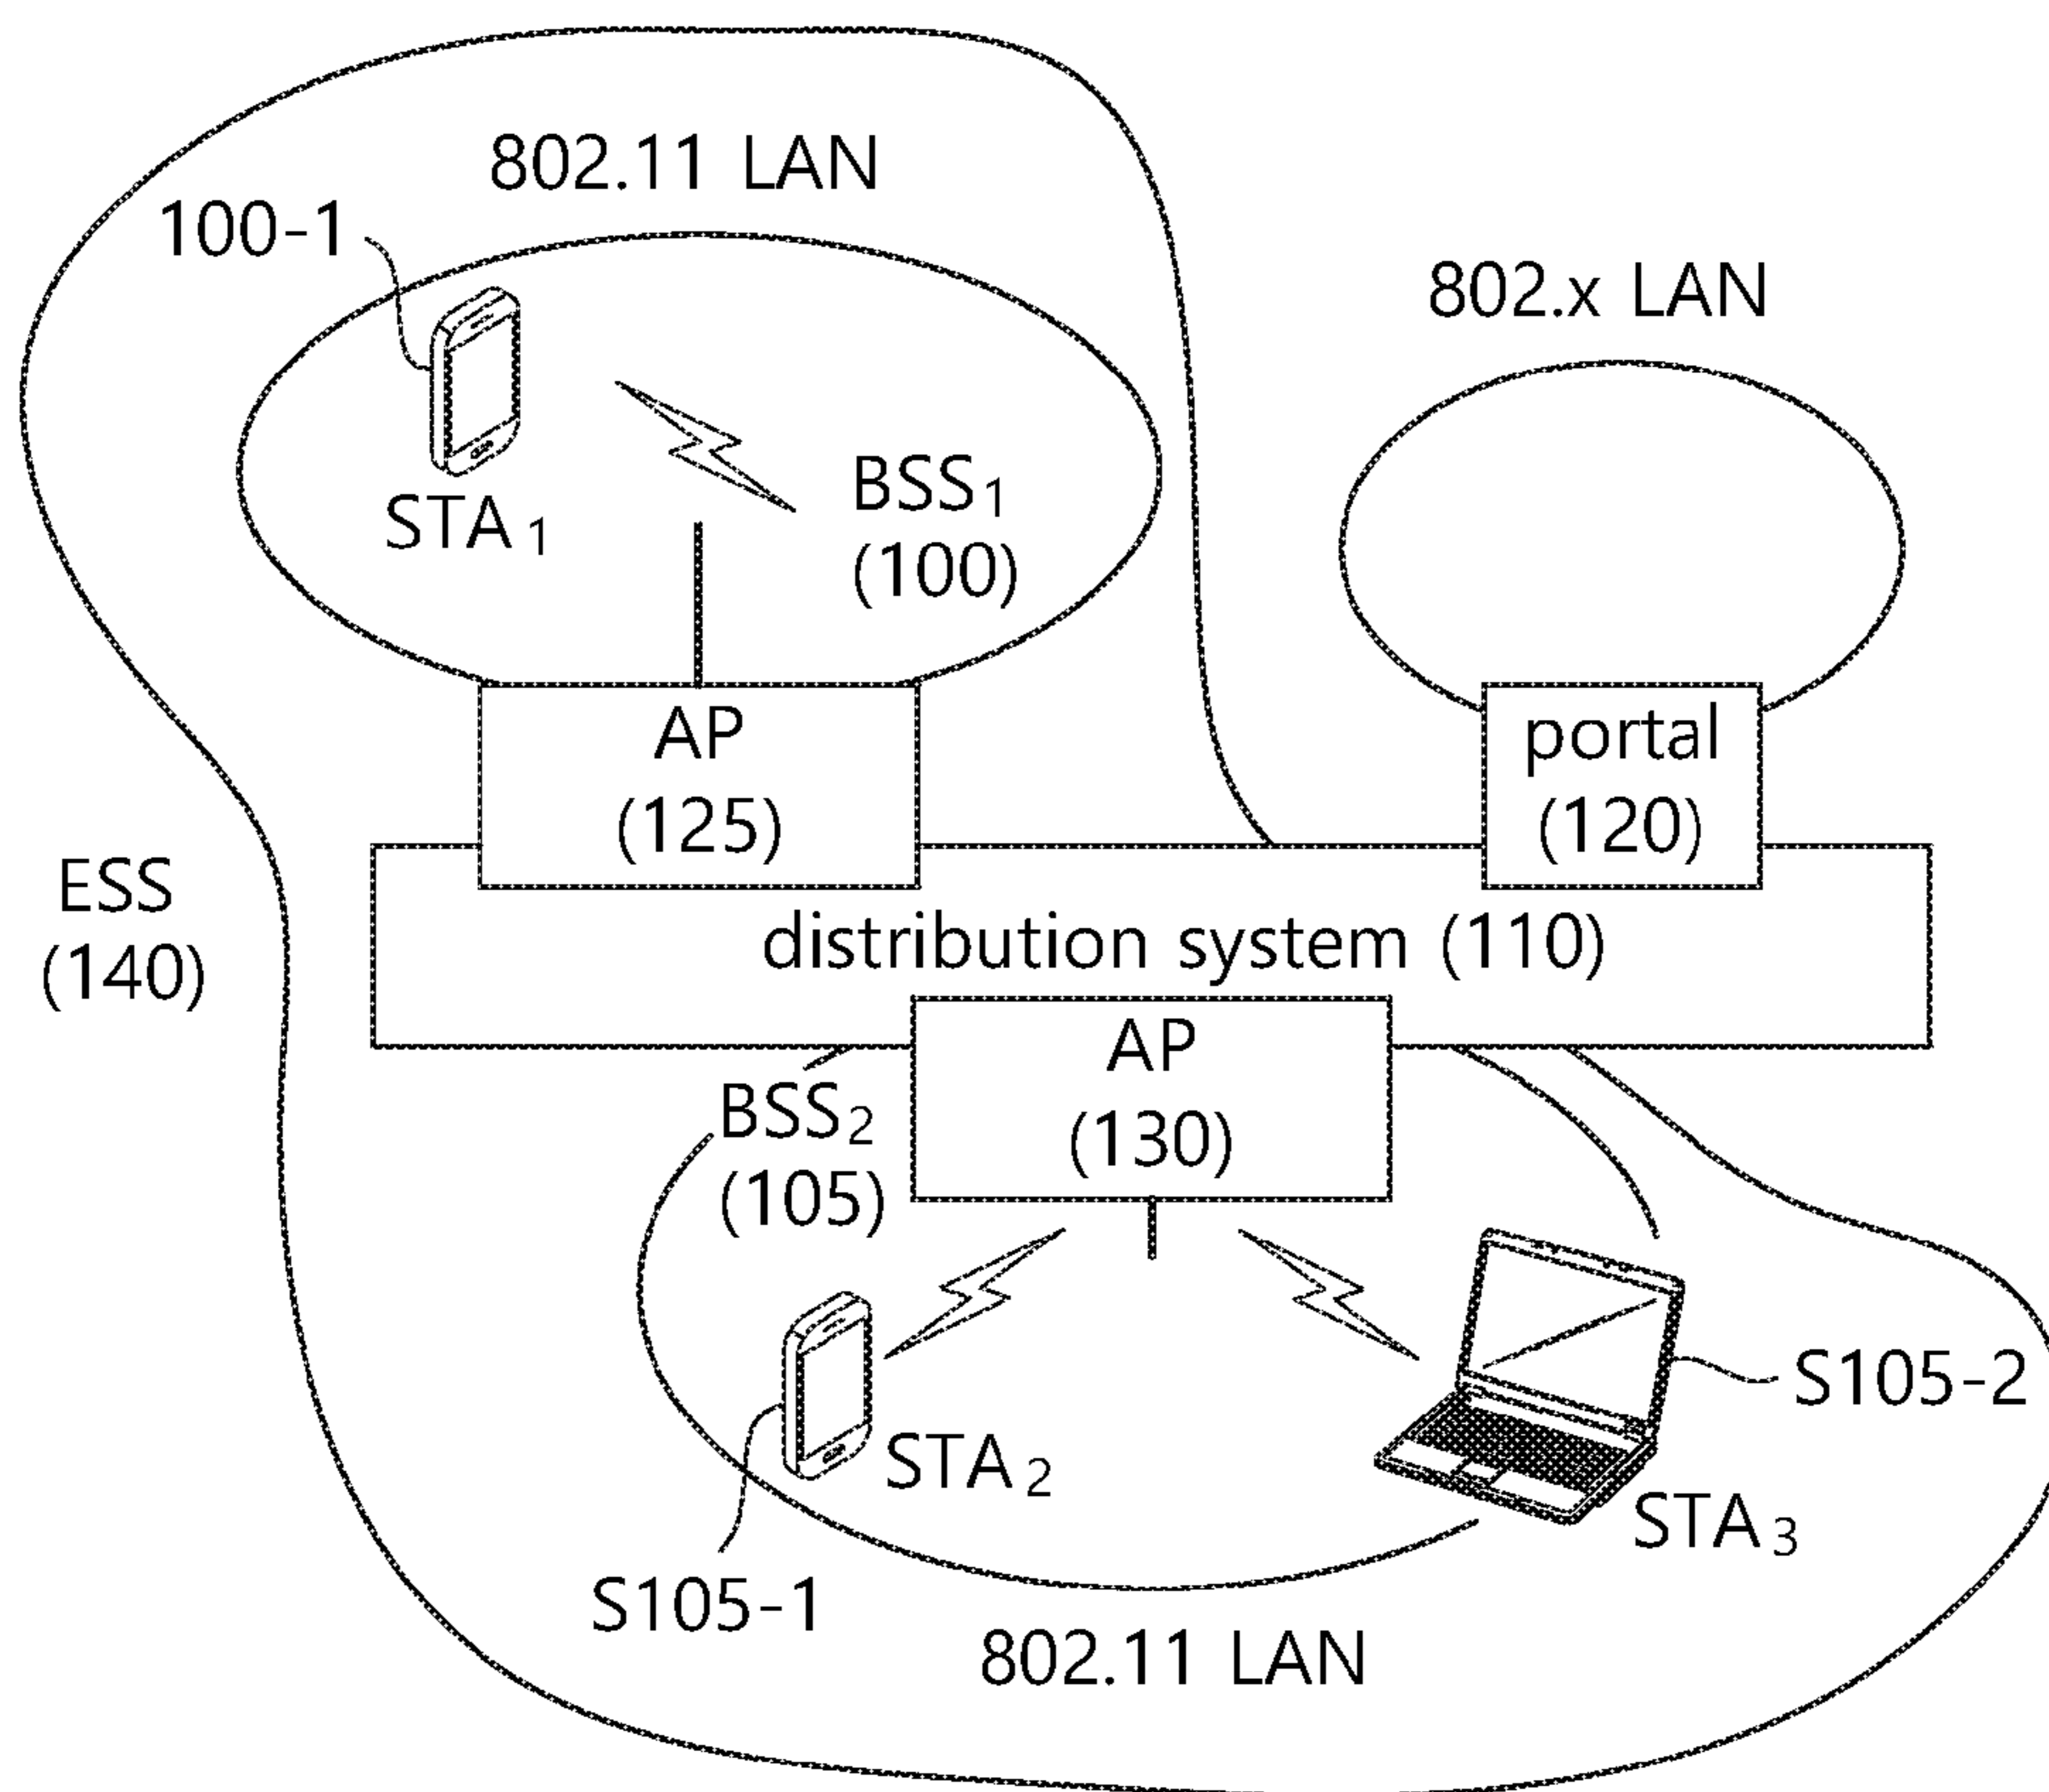 802.11 LAN
100-1
802.x LAN
STA1
BSS1
(100)
AP
(125)
portal
(120)
ESS
(140)
distribution system (110)
AP
(130)
BSS2
(105)
S105-2
STA2
STA3
S105-1
802.11 LAN